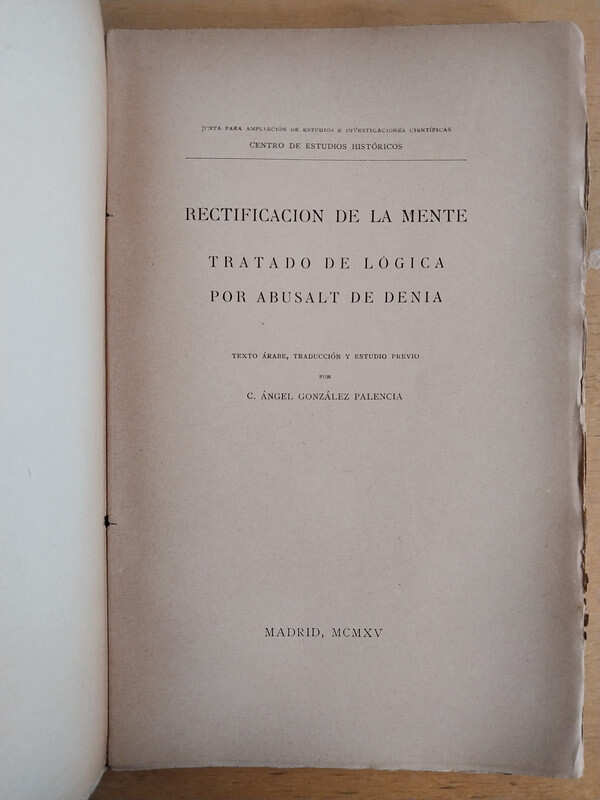 JUNTA PARA AMPLIACIÓN DE ESTUDIOS E INVESTIGACIONES CIENTÍFICAS
CENTRO DE ESTUDIOS HISTÓRICOS
RECTIFICACION DE LA MENTE
TRATADO DE LÓGICA
POR ABUSALT DE DENIA
TEXTO ÁRABE, TRADUCCIÓN Y ESTUDIO PREVIO
POR
C. ÁNGEL GONZÁLEZ PALENCIA
MADRID, MCMXV